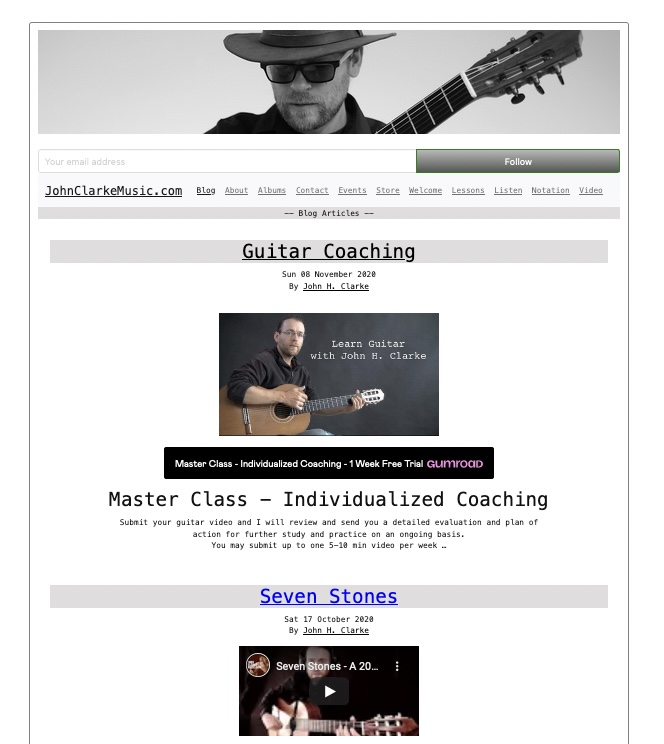 Your email address
Follow
JohnClarkeMusic.com Blog About Albums Contact Events Store Welcome Lessons Listen Notation Video
—— Blog Articles ——
Guitar Coaching
Sun 08 November 2020
By John H. Clarke
Learn Guitar
with John H. Clarke
Master Class - Individualized Coaching - 1 Week Free Trial GUMROAD
Master Class – Individualized Coaching
Submit your guitar video and I will review and send you a detailed evaluation and plan of
action for further study and practice on an ongoing basis.
You may submit up to one 5-10 min video per week …
Seven Stones
Sat 17 October 2020
By John H. Clarke
Seven Stones - A 20...